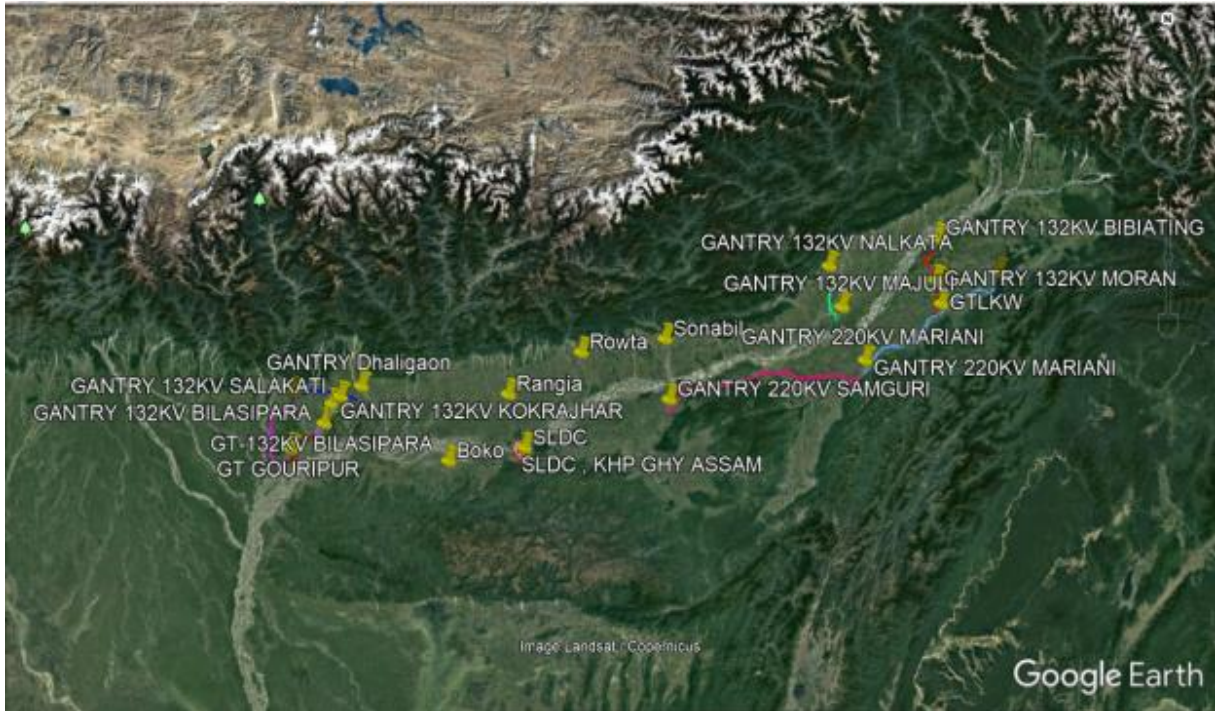 GANTRY 132KV BIBIATING
GANTRY 132KV NALKATA
GANTRY 132KV MORAN
GANTRY 132KV MAJULI
GTLKW
Sonabil
GANTRY 220KV MARIANI
Rowta
GANTRY Dhaligaon
GANTRY 220KV MARIANI
GANTRY 132KV SALAKATI
Rangia
GANTRY 220KV SAMGURI
GANTRY 132KV BILASIPARA
GANTRY 132KV KOKRAJHAR
GT-132KV BILASIPARA
SLDC
Boko
GT GOURIPUR
SLDC , KHP GHY ASSAM
Image Landsat / Copernicus
Google Earth